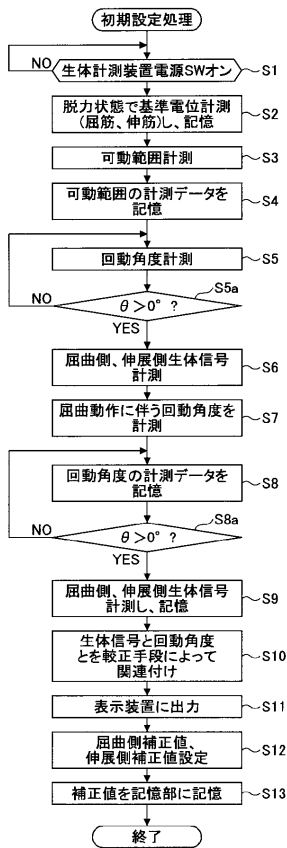 初期設定処理
NO
生体計測装置電源SWオン
S1
脱力状態で基準電位計測
(屈筋、伸筋)し、記憶
S2
可動範囲計測
S3
可動範囲の計測データを
記憶
S4
回動角度計測
S5
S5a
NO
θ>0°?
YES
屈曲側、伸展側生体信号
計測
S6
屈曲動作に伴う回動角度を
計測
S7
回動角度の計測データを
記憶
S8
S8a
NO
θ>0°?
YES
屈曲側、伸展側生体信号
計測し、記憶
S9
生体信号と回動角度
とを較正手段によって
関連付け
S10
表示装置に出力
S11
屈曲側補正値、
伸展側補正値設定
S12
補正値を記憶部に記憶
S13
終了